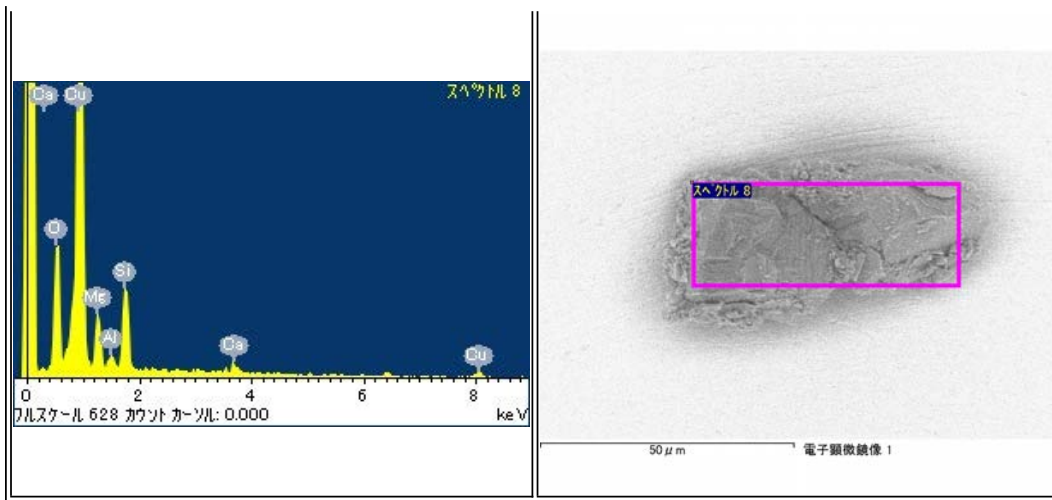 Ca Cu
スペクトル 8
O
Si
Mg
Al
Ca
Cu
0 2 4 6 8
フルスケール 628 カウント カーソル: 0.000 keV
スペクトル 8
50μm 電子顕微鏡像 1